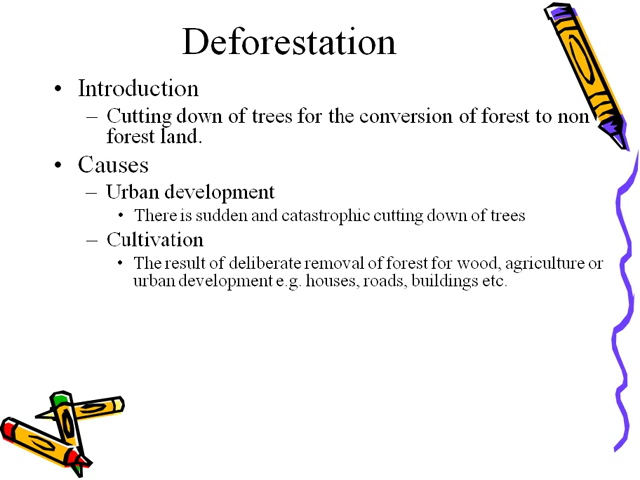 Deforestation
• Introduction
– Cutting down of trees for the conversion of forest to non
forest land.
• Causes
– Urban development
• There is sudden and catastrophic cutting down of trees
– Cultivation
• The result of deliberate removal of forest for wood, agriculture or
urban development e.g. houses, roads, buildings etc.